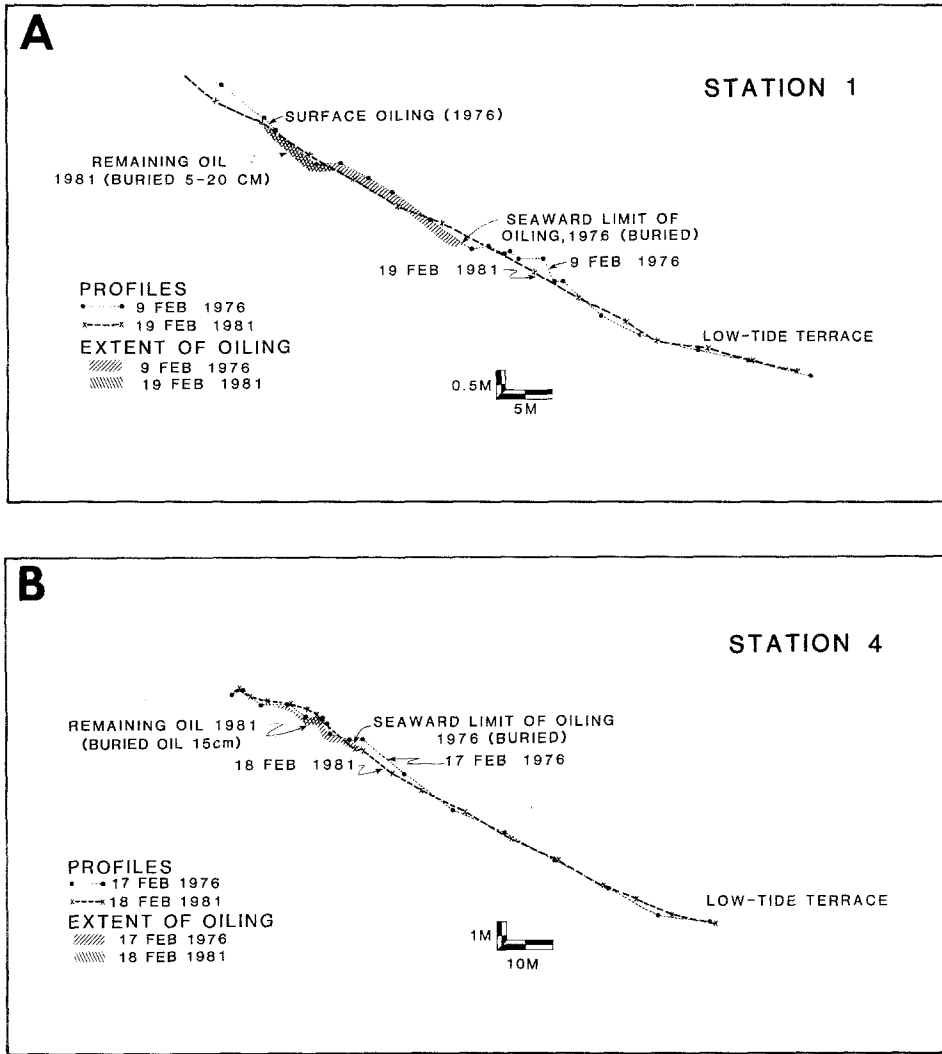 A
STATION 1
SURFACE OILING (1976)
REMAINING OIL
1981 (BURIED 5-20 CM)
SEAWARD LIMIT OF
OILING, 1976 (BURIED)
19 FEB 1981
9 FEB 1976
PROFILES
9 FEB 1976
19 FEB 1981
EXTENT OF OILING
9 FEB 1976
19 FEB 1981
LOW-TIDE TERRACE
0.5M
5M
B
STATION 4
REMAINING OIL 1981
(BURIED OIL 15cm)
SEAWARD LIMIT OF OILING
1976 (BURIED)
18 FEB 1981
17 FEB 1976
PROFILES
17 FEB 1976
18 FEB 1981
EXTENT OF OILING
17 FEB 1976
18 FEB 1981
LOW-TIDE TERRACE
1M
10M